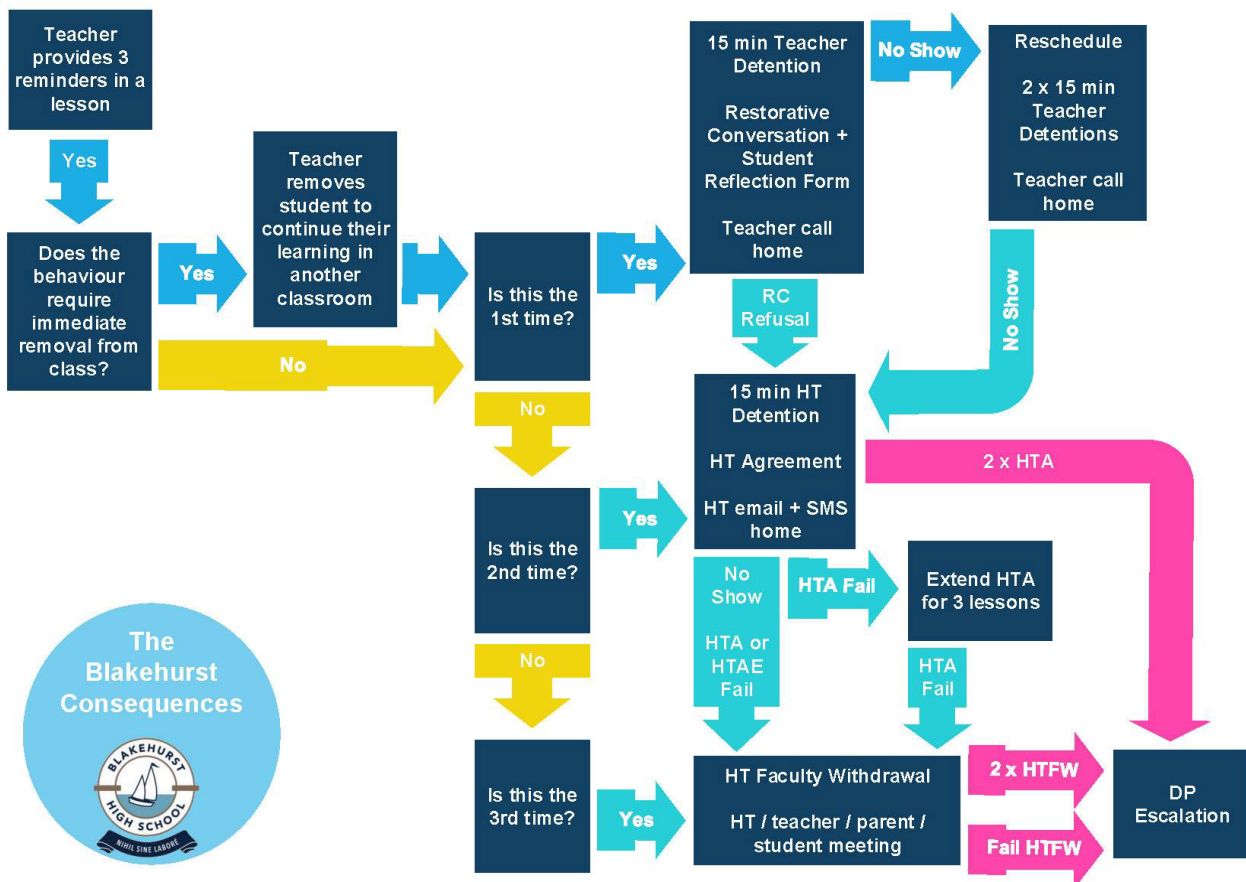 Teacher
provides 3
reminders in a
lesson
Yes
Does the
behaviour
require
immediate
removal from
class?
Yes
No
Teacher
removes
student to
continue their
learning in
another
classroom
Is this the
1st time?
Yes
No
15 min Teacher
Detention
Restorative
Conversation +
Student
Reflection Form
Teacher call
home
No Show
Reschedule
2 x 15 min
Teacher
Detentions
Teacher call
home
RC
Refusal
No Show
15 min HT
Detention
HT Agreement
HT email + SMS
home
2 x HTA
Is this the
2nd time?
Yes
No
No
Show
HTA or
HTAE
Fail
HTA Fail
Extend HTA
for 3 lessons
HTA
Fail
Is this the
3rd time?
Yes
HT Faculty Withdrawal
HT / teacher / parent /
student meeting
2 x HTFW
Fail HTFW
DP
Escalation
The
Blakehurst
Consequences
BLAKEHURST
HIGH SCHOOL
NIHIL SINE LABORE